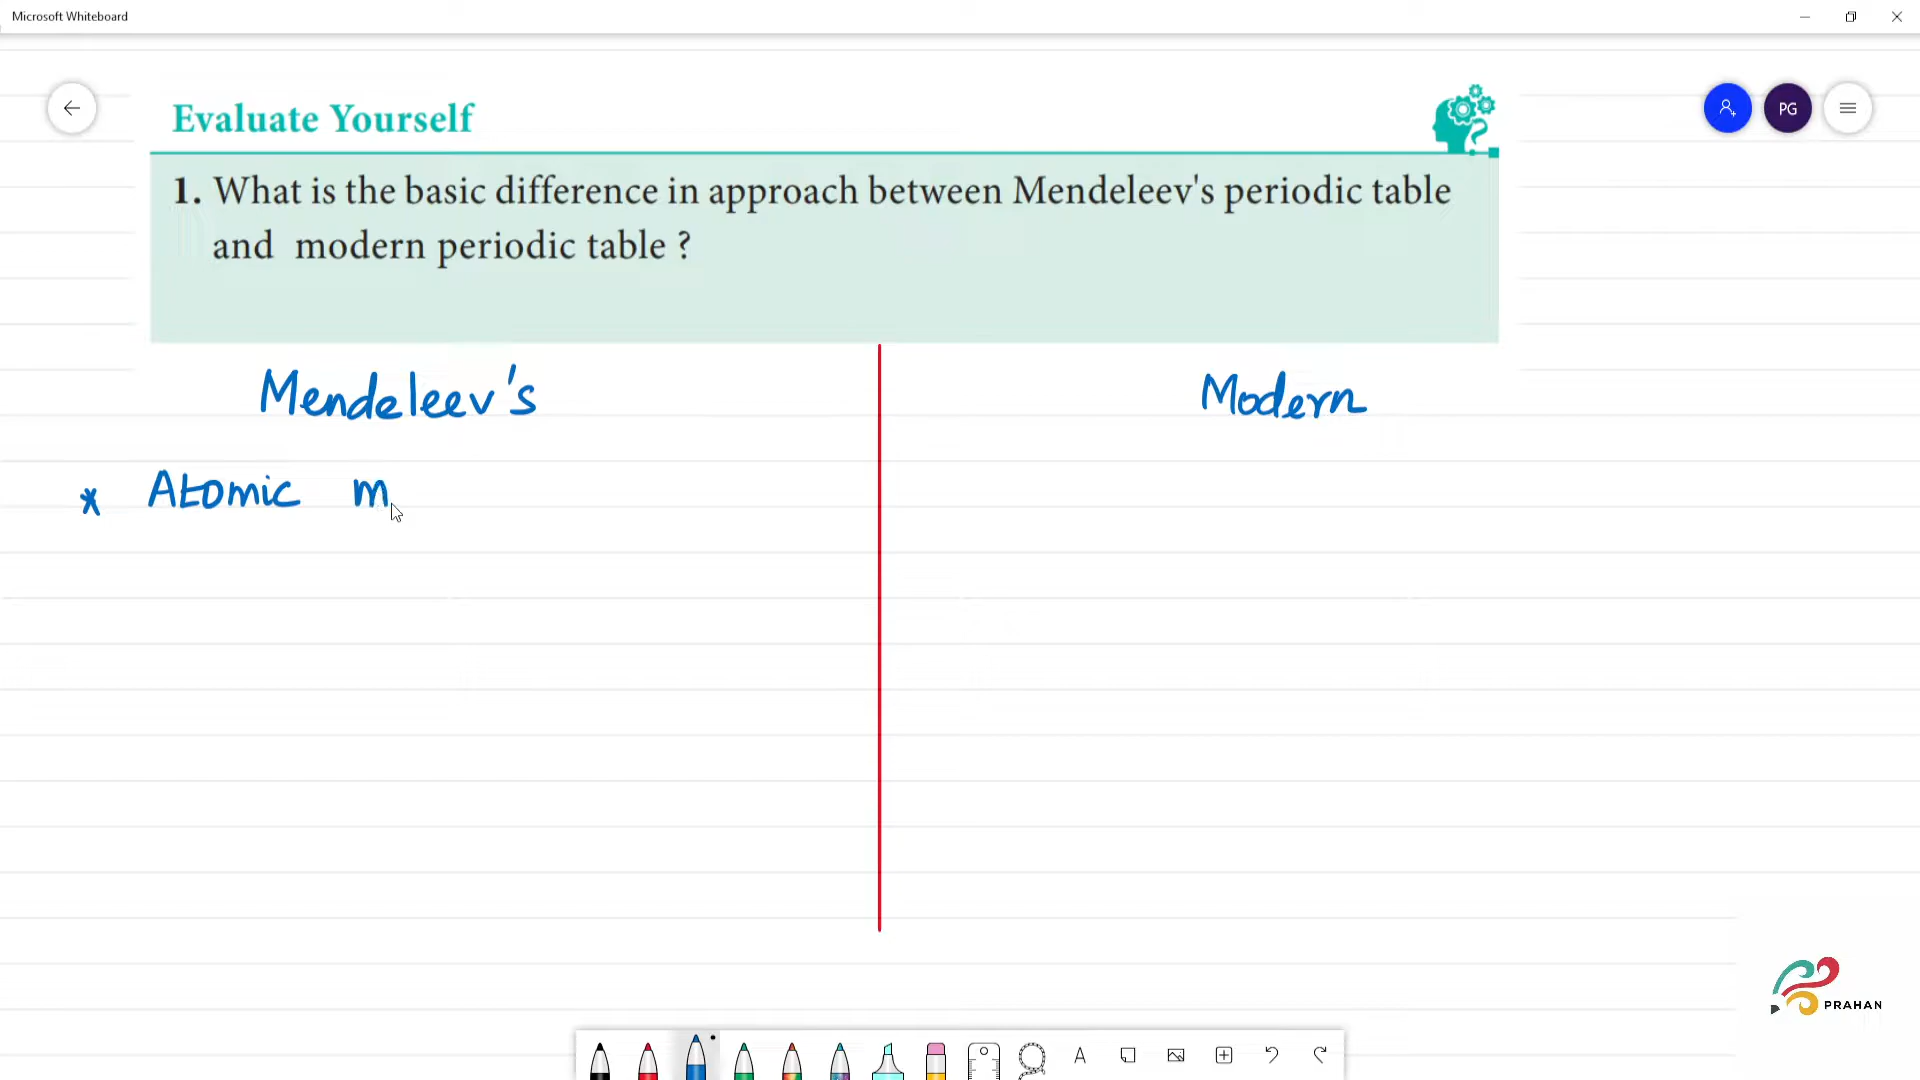 Microsoft Whiteboard
Evaluate Yourself
PG
1. What is the basic difference in approach between Mendeleev's periodic table
and modern periodic table ?
Mendeleev's
Modern
* Atomic m
PRAHAN
A